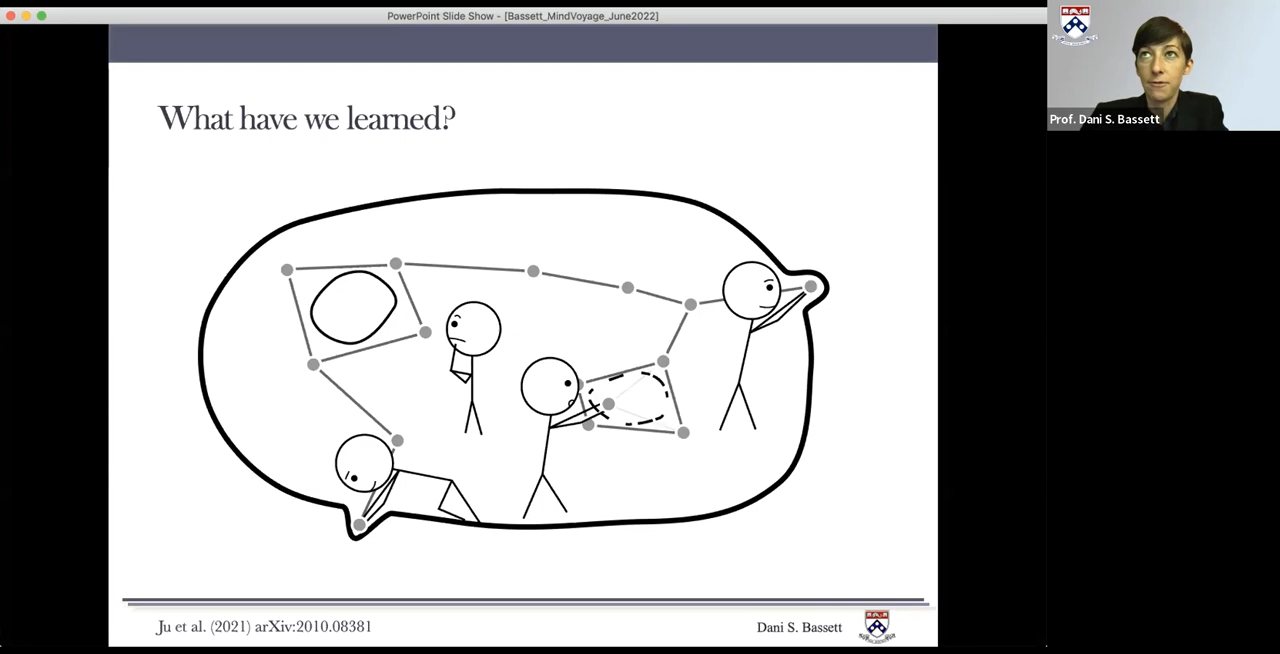 PowerPoint Slide Show - [Bassett_MindVoyage_June2022]
Prof. Dani S. Bassett
What have we learned?
Ju et al. (2021) arXiv:2010.08381
Dani S. Bassett